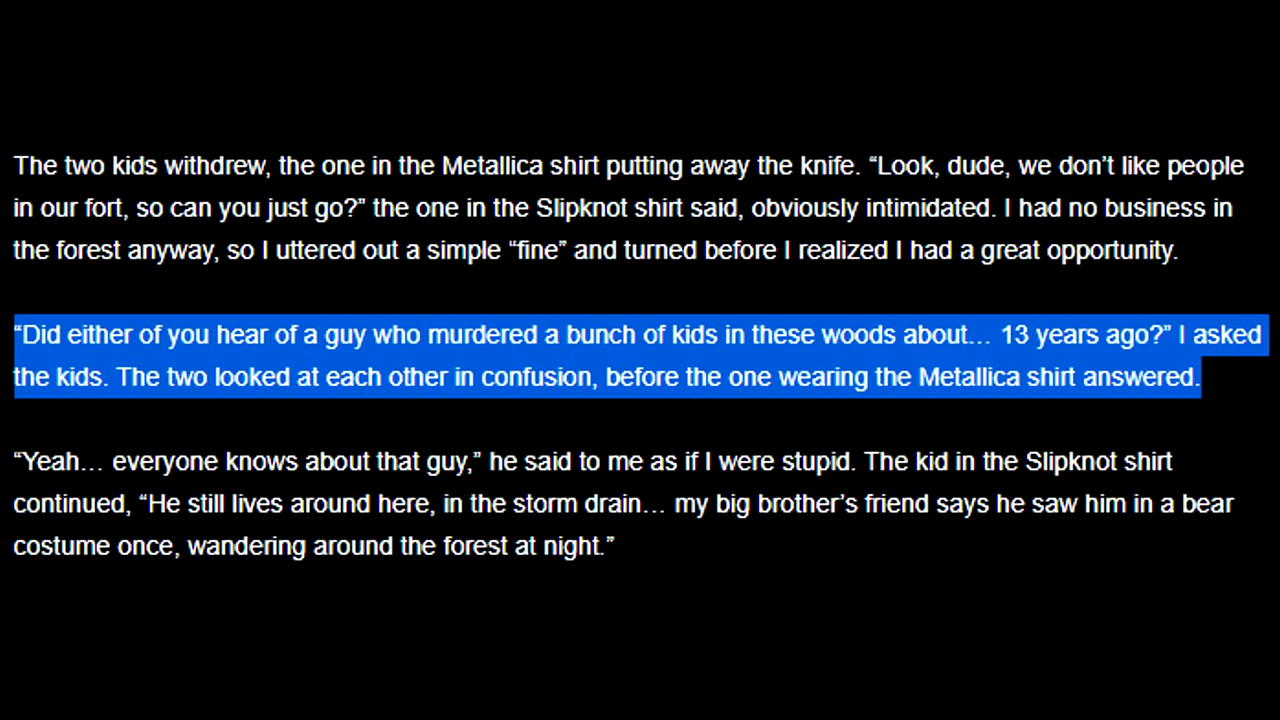 The two kids withdrew, the one in the Metallica shirt putting away the knife. “Look, dude, we don’t like people
in our fort, so can you just go?” the one in the Slipknot shirt said, obviously intimidated. I had no business in
the forest anyway, so I uttered out a simple “fine” and turned before I realized I had a great opportunity.
“Did either of you hear of a guy who murdered a bunch of kids in these woods about… 13 years ago?” I asked
the kids. The two looked at each other in confusion, before the one wearing the Metallica shirt answered.
“Yeah… everyone knows about that guy,” he said to me as if I were stupid. The kid in the Slipknot shirt
continued, “He still lives around here, in the storm drain… my big brother’s friend says he saw him in a bear
costume once, wandering around the forest at night.”